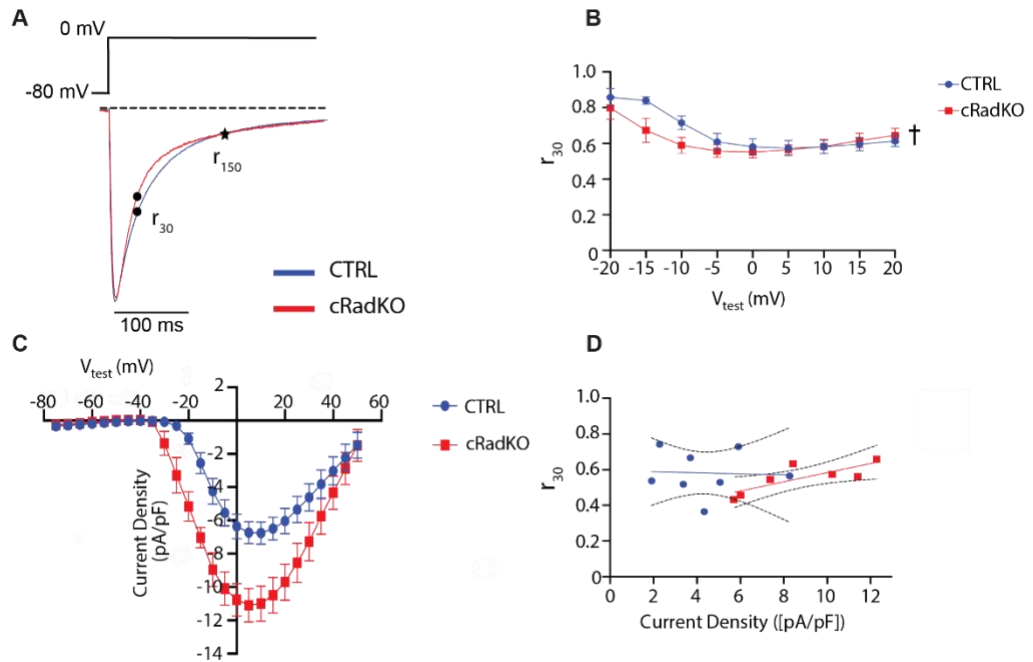 A
0 mV
-80 mV
r150
r30
CTRL
cRadKO
100 ms
B
1.0
0.8
0.6
0.4
0.2
0
r30
-20 -15 -10 -5 0 5 10 15 20
Vtest (mV)
CTRL
cRadKO
†
C
Vtest (mV)
-80 -60 -40 -20 20 40 60
2
-2
-4
-6
-8
-10
-12
-14
Current Density
(pA/pF)
CTRL
cRadKO
D
1.0
0.8
0.6
0.4
0.2
0
r30
0 2 4 6 8 10 12
Current Density ([pA/pF])